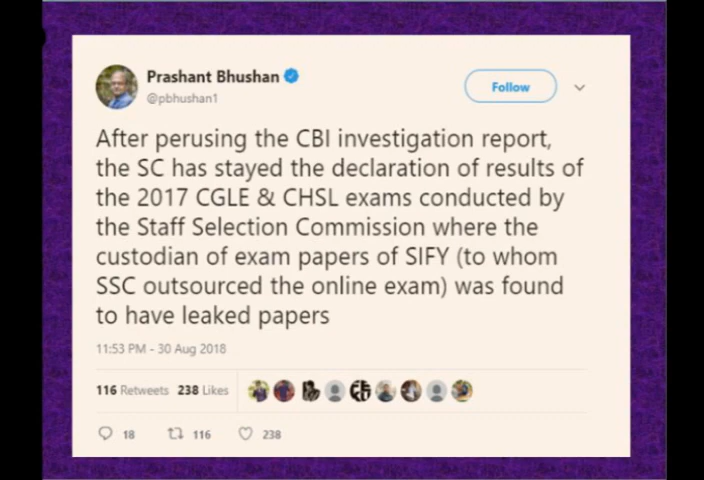 Prashant Bhushan
@pbhushan1
Follow
After perusing the CBI investigation report,
the SC has stayed the declaration of results of
the 2017 CGLE & CHSL exams conducted by
the Staff Selection Commission where the
custodian of exam papers of SIFY (to whom
SSC outsourced the online exam) was found
to have leaked papers
11:53 PM - 30 Aug 2018
116 Retweets 238 Likes
18 116 238